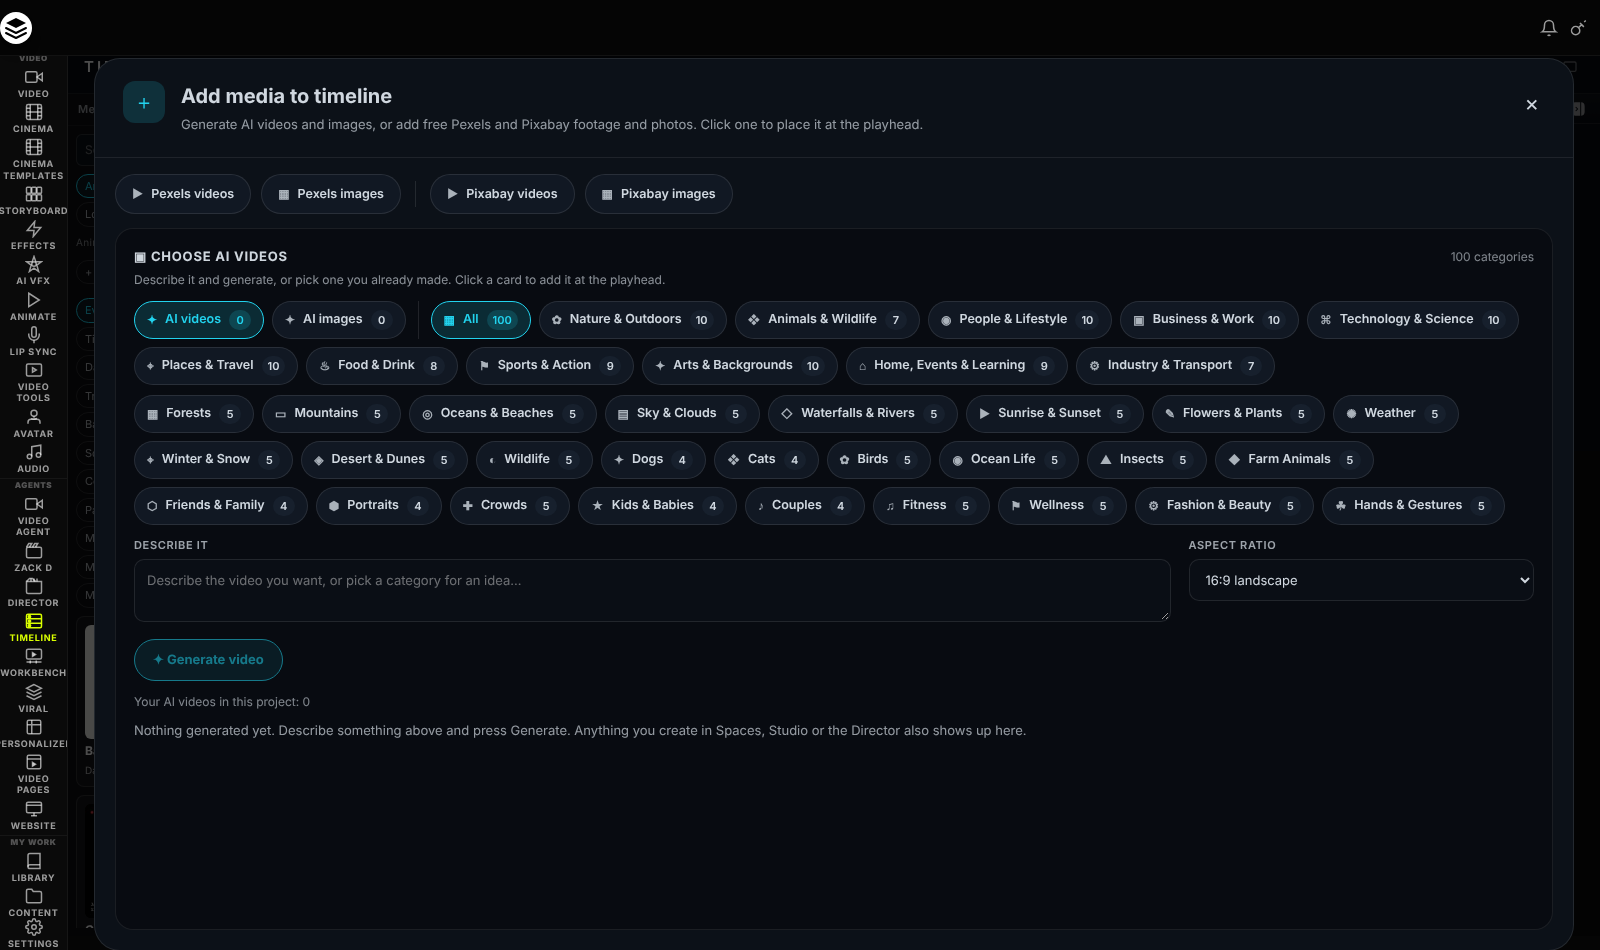 VIDEO
VIDEO
CINEMA
CINEMA
TEMPLATES
STORYBOARD
EFFECTS
AI VFX
ANIMATE
LIP SYNC
VIDEO
TOOLS
AVATAR
AUDIO
AGENTS
VIDEO
AGENT
ZACK D
DIRECTOR
TIMELINE
WORKBENCH
VIRAL
PERSONALIZE
VIDEO
PAGES
WEBSITE
MY WORK
LIBRARY
CONTENT
SETTINGS
Add media to timeline
Generate AI videos and images, or add free Pexels and Pixabay footage and photos. Click one to place it at the playhead.
Pexels videos Pexels images Pixabay videos Pixabay images
CHOOSE AI VIDEOS 100 categories
Describe it and generate, or pick one you already made. Click a card to add it at the playhead.
AI videos 0 AI images 0 All 100 Nature & Outdoors 10 Animals & Wildlife 7 People & Lifestyle 10 Business & Work 10 Technology & Science 10
Places & Travel 10 Food & Drink 8 Sports & Action 9 Arts & Backgrounds 10 Home, Events & Learning 9 Industry & Transport 7
Forests 5 Mountains 5 Oceans & Beaches 5 Sky & Clouds 5 Waterfalls & Rivers 5 Sunrise & Sunset 5 Flowers & Plants 5 Weather 5
Winter & Snow 5 Desert & Dunes 5 Wildlife 5 Dogs 4 Cats 4 Birds 5 Ocean Life 5 Insects 5 Farm Animals 5
Friends & Family 4 Portraits 4 Crowds 5 Kids & Babies 4 Couples 4 Fitness 5 Wellness 5 Fashion & Beauty 5 Hands & Gestures 5
DESCRIBE IT ASPECT RATIO
Describe the video you want, or pick a category for an idea... 16:9 landscape
Generate video
Your AI videos in this project: 0
Nothing generated yet. Describe something above and press Generate. Anything you create in Spaces, Studio or the Director also shows up here.